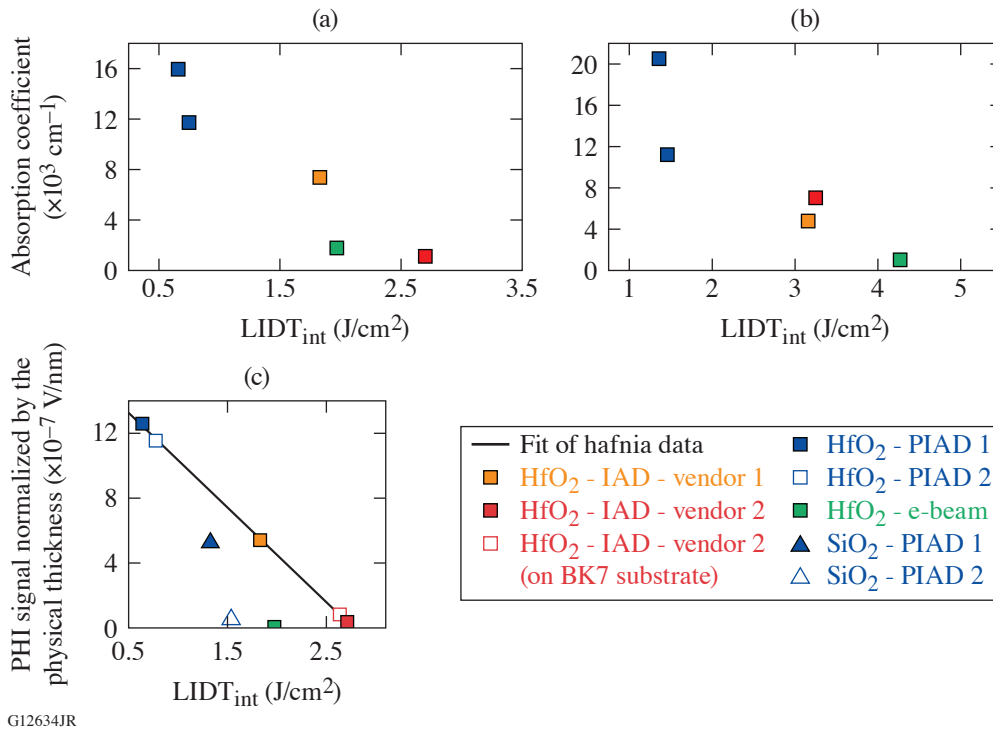 (a)
(b)
Absorption coefficient
(×10³ cm⁻¹)
16
12
8
4
0
0.5
1.5
2.5
3.5
LIDT_int (J/cm²)
20
16
12
8
4
0
1
2
3
4
5
LIDT_int (J/cm²)
(c)
PHI signal normalized by the
physical thickness (×10⁻⁷ V/nm)
12
8
4
0
0.5
1.5
2.5
LIDT_int (J/cm²)
Fit of hafnia data
HfO₂ - IAD - vendor 1
HfO₂ - IAD - vendor 2
HfO₂ - IAD - vendor 2
(on BK7 substrate)
HfO₂ - PIAD 1
HfO₂ - PIAD 2
HfO₂ - e-beam
SiO₂ - PIAD 1
SiO₂ - PIAD 2
G12634JR